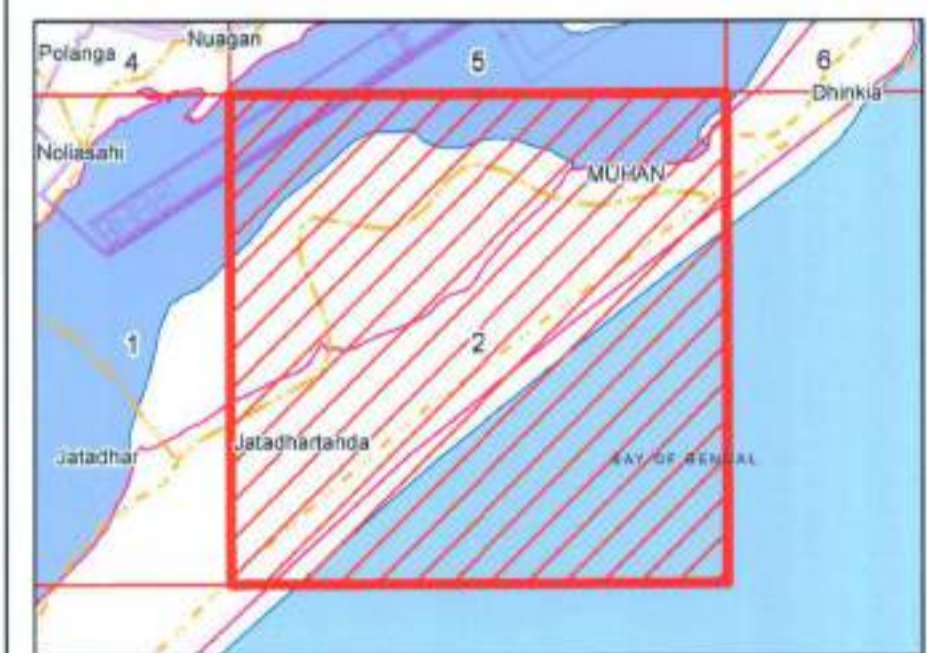 Nuagan
Polanga 4
5
6
Dhinkia
Noliasahi
MUHAN
1
2
Jatadhar
Jatadhartanda
BAY OF BENGAL